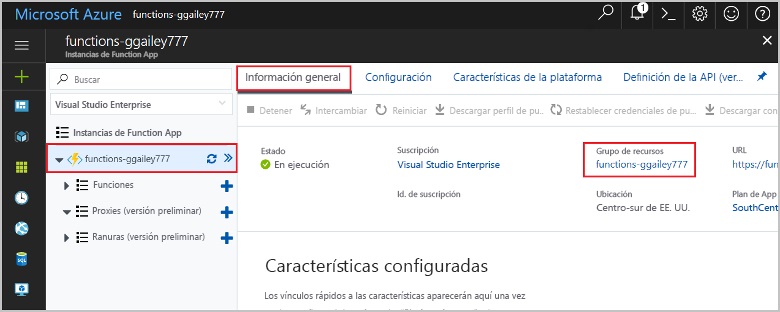 Microsoft Azure functions-ggailey777
1
functions-ggailey777
Instancias de Function App
Buscar
Visual Studio Enterprise
Instancias de Function App
functions-ggailey777
Funciones
Proxies (versión preliminar)
Ranuras (versión preliminar)
Información general Configuración Características de la plataforma Definición de la API (ver...
Detener Intercambiar Reiniciar Descargar perfil de pu... Restablecer credenciales de pu... Descargar con
Estado Suscripción Grupo de recursos URL
En ejecución Visual Studio Enterprise functions-ggailey777 https://fun
Id. de suscripción Ubicación Plan de App
Centro-sur de EE. UU. SouthCent
Características configuradas
Los vínculos rápidos a las características aparecerán aquí una vez